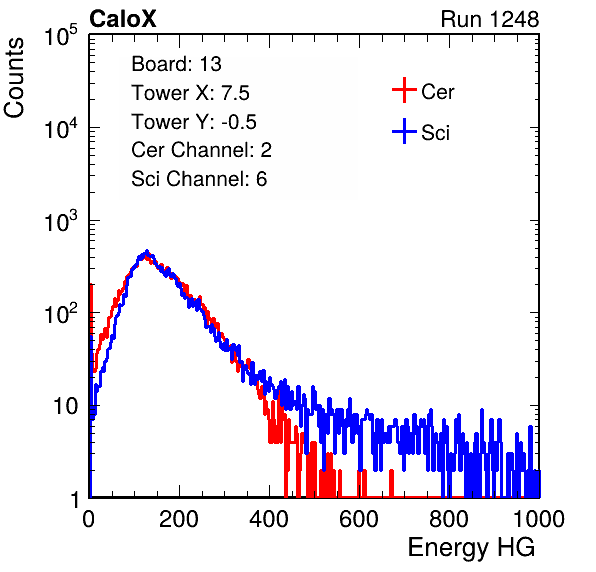 CaloX Run 1248
Counts
Board: 13
Tower X: 7.5
Tower Y: -0.5
Cer Channel: 2
Sci Channel: 6
Cer
Sci
10^5
10^4
10^3
10^2
10
1
0 200 400 600 800 1000
Energy HG